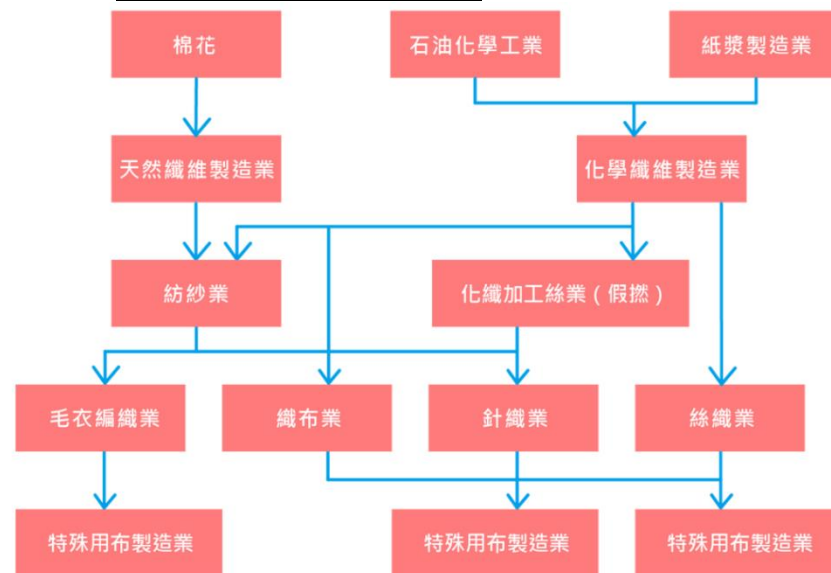 棉花
石油化學工業
紙漿製造業
天然纖維製造業
化學纖維製造業
紡紗業
化纖加工絲業（假撚）
毛衣編織業
織布業
針織業
絲織業
特殊用布製造業
特殊用布製造業
特殊用布製造業